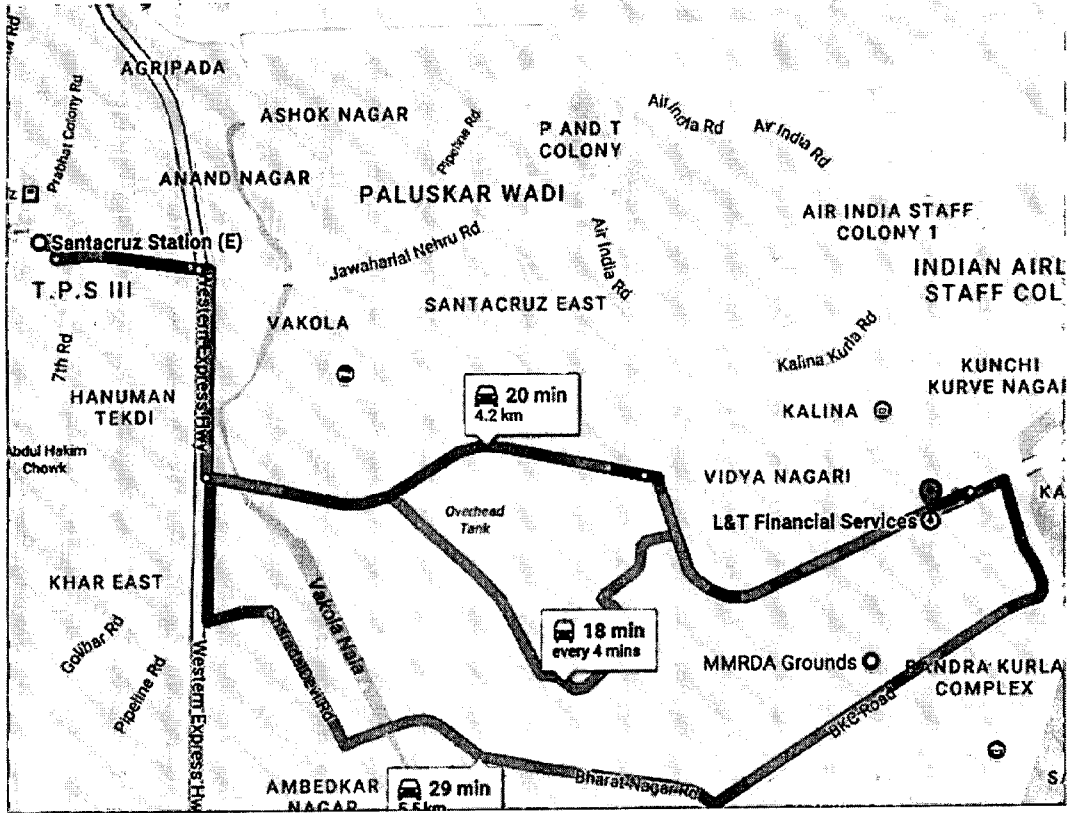 AGRIPADA
Prabhat Colony Rd
ASHOK NAGAR
Pipeline Rd
P AND T
COLONY
Air India Rd
Air India Rd
ANAND NAGAR
PALUSKAR WADI
AIR INDIA STAFF
COLONY 1
Santacruz Station (E)
Jawaharlal Nehru Rd
Air India Rd
INDIAN AIRL
STAFF COL
T.P.S III
SANTACRUZ EAST
Western Express Hwy
VAKOLA
7th Rd
Kalina Kurla Rd
KUNCHI
KURVE NAGAR
HANUMAN
TEKDI
20 min
4.2 km
KALINA
Abdul Hakim
Chowk
VIDYA NAGARI
KA
Overhead
Tank
L&T Financial Services
KHAR EAST
Vakola Nala
Golibar Rd
18 min
every 4 mins
MMRDA Grounds
BANDRA KURLA
COMPLEX
Pipeline Rd
Western Express Hw
BKC Road
AMBEDKAR
NAGAR
29 min
5.5 km
Bharat Nagar Rd